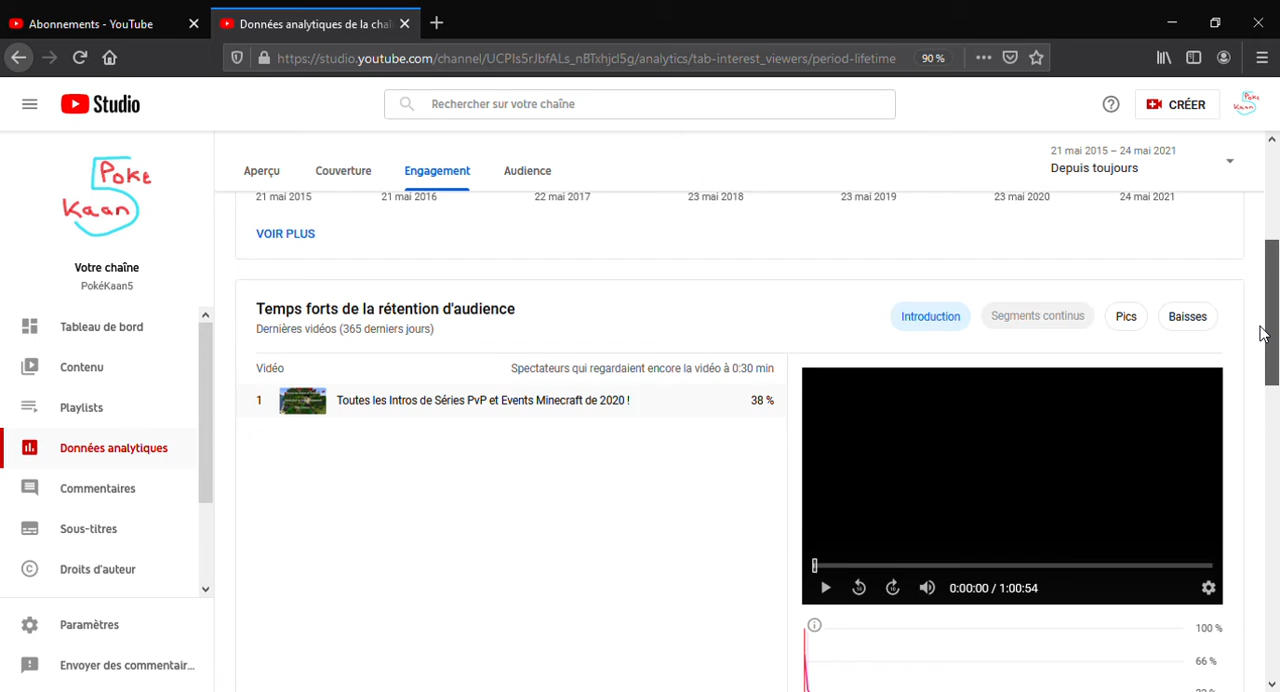 Abonnements - YouTube
Données analytiques de la chaî
https://studio.youtube.com/channel/UCPIs5rJbfALs_nBTxhjcl5g/analytics/tab-interest_viewers/period-lifetime
90 %
Studio
Rechercher sur votre chaîne
CRÉER
Poké
Kaan
Poké
Kaan
5
Votre chaîne
PokéKaan5
Tableau de bord
Contenu
Playlists
Données analytiques
Commentaires
Sous-titres
Droits d'auteur
Paramètres
Envoyer des commentair...
Aperçu
Couverture
Engagement
Audience
21 mai 2015 – 24 mai 2021
Depuis toujours
21 mai 2015
21 mai 2016
22 mai 2017
23 mai 2018
23 mai 2019
23 mai 2020
24 mai 2021
VOIR PLUS
Temps forts de la rétention d'audience
Dernières vidéos (365 derniers jours)
Introduction
Segments continus
Pics
Baisses
Vidéo
Spectateurs qui regardaient encore la vidéo à 0:30 min
1
Toutes les Intros de Séries PvP et Events Minecraft de 2020 !
38 %
0:00:00 / 1:00:54
100 %
66 %